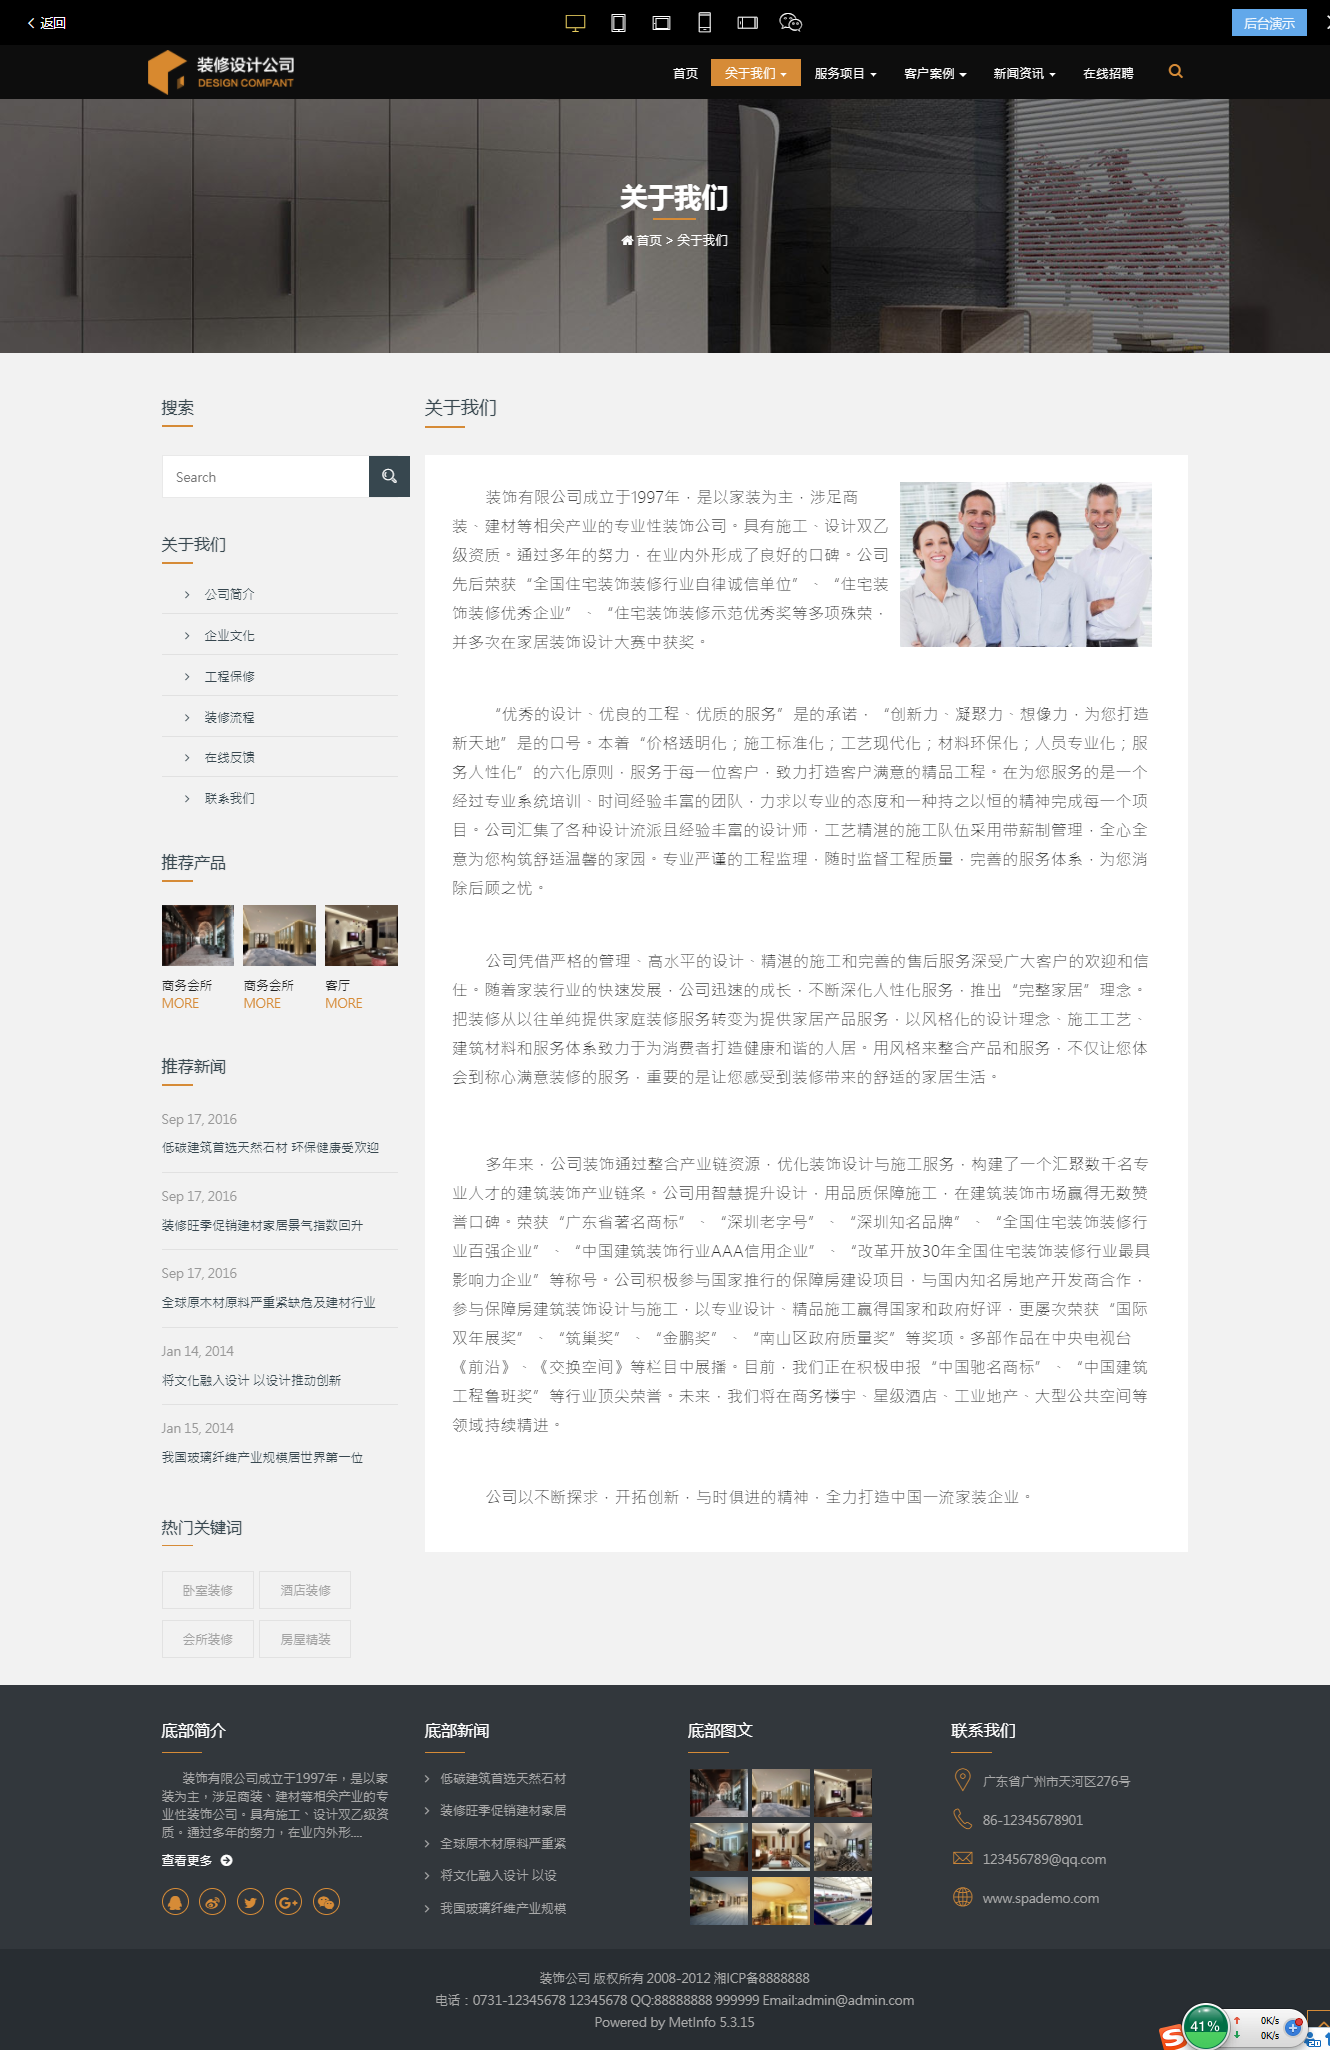 返回
后台演示
装修设计公司
DESIGN COMPANT
首页 关于我们 服务项目 客户案例 新闻资讯 在线招聘
关于我们
首页 > 关于我们
搜索
Search
关于我们
公司简介
企业文化
工程保修
装修流程
在线反馈
联系我们
推荐产品
商务会所 商务会所 客厅
MORE MORE MORE
推荐新闻
Sep 17, 2016
低碳建筑首选天然石材 环保健康受欢迎
Sep 17, 2016
装修旺季促销建材家居景气指数回升
Sep 17, 2016
全球原木材原料严重紧缺危及建材行业
Jan 14, 2014
将文化融入设计 以设计推动创新
Jan 15, 2014
我国玻璃纤维产业规模居世界第一位
热门关键词
卧室装修 酒店装修
会所装修 房屋精装
关于我们
装饰有限公司成立于1997年，是以家装为主，涉足商
装、建材等相关产业的专业性装饰公司。具有施工、设计双乙
级资质。通过多年的努力，在业内外形成了良好的口碑。公司
先后荣获“全国住宅装饰装修行业自律诚信单位”、“住宅装
饰装修优秀企业”、“住宅装饰装修示范优秀奖等多项殊荣，
并多次在家居装饰设计大赛中获奖。
“优秀的设计、优良的工程、优质的服务”是的承诺，“创新力、凝聚力、想像力，为您打造
新天地”是的口号。本着“价格透明化；施工标准化；工艺现代化；材料环保化；人员专业化；服
务人性化”的六化原则，服务于每一位客户，致力打造客户满意的精品工程。在为您服务的是一个
经过专业系统培训、时间经验丰富的团队，力求以专业的态度和一种持之以恒的精神完成每一个项
目。公司汇集了各种设计流派且经验丰富的设计师，工艺精湛的施工队伍采用带薪制管理，全心全
意为您构筑舒适温馨的家园。专业严谨的工程监理，随时监督工程质量，完善的服务体系，为您消
除后顾之忧。
公司凭借严格的管理、高水平的设计、精湛的施工和完善的售后服务深受广大客户的欢迎和信
任。随着家装行业的快速发展，公司迅速的成长，不断深化人性化服务，推出“完整家居”理念。
把装修从以往单纯提供家庭装修服务转变为提供家居产品服务，以风格化的设计理念、施工工艺、
建筑材料和服务体系致力于为消费者打造健康和谐的人居。用风格来整合产品和服务，不仅让您体
会到称心满意装修的服务，重要的是让您感受到装修带来的舒适的家居生活。
多年来，公司装饰通过整合产业链资源，优化装饰设计与施工服务，构建了一个汇聚数千名专
业人才的建筑装饰产业链条。公司用智慧提升设计，用品质保障施工，在建筑装饰市场赢得无数赞
誉口碑。荣获“广东省著名商标”、“深圳老字号”、“深圳知名品牌”、“全国住宅装饰装修行
业百强企业”、“中国建筑装饰行业AAA信用企业”、“改革开放30年全国住宅装饰装修行业最具
影响力企业”等称号。公司积极参与国家推行的保障房建设项目，与国内知名房地产开发商合作，
参与保障房建筑装饰设计与施工，以专业设计、精品施工赢得国家和政府好评，更屡次荣获“国际
双年展奖”、“筑巢奖”、“金鹏奖”、“南山区政府质量奖”等奖项。多部作品在中央电视台
《前沿》、《交换空间》等栏目中展播。目前，我们正在积极申报“中国驰名商标”、“中国建筑
工程鲁班奖”等行业顶尖荣誉。未来，我们将在商务楼宇、星级酒店、工业地产、大型公共空间等
领域持续精进。
公司以不断探求，开拓创新，与时俱进的精神，全力打造中国一流家装企业。
底部简介
装饰有限公司成立于1997年，是以家
装为主，涉足商装、建材等相关产业的专
业性装饰公司。具有施工、设计双乙级资
质。通过多年的努力，在业内外形....
查看更多
底部新闻
低碳建筑首选天然石材
装修旺季促销建材家居
全球原木材原料严重紧
将文化融入设计 以设
我国玻璃纤维产业规模
底部图文
联系我们
广东省广州市天河区276号
86-12345678901
123456789@qq.com
www.spademo.com
装饰公司 版权所有 2008-2012 湘ICP备8888888
电话：0731-12345678 12345678 QQ:88888888 999999 Email:admin@admin.com
Powered by MetInfo 5.3.15
41%
0K/s
0K/s